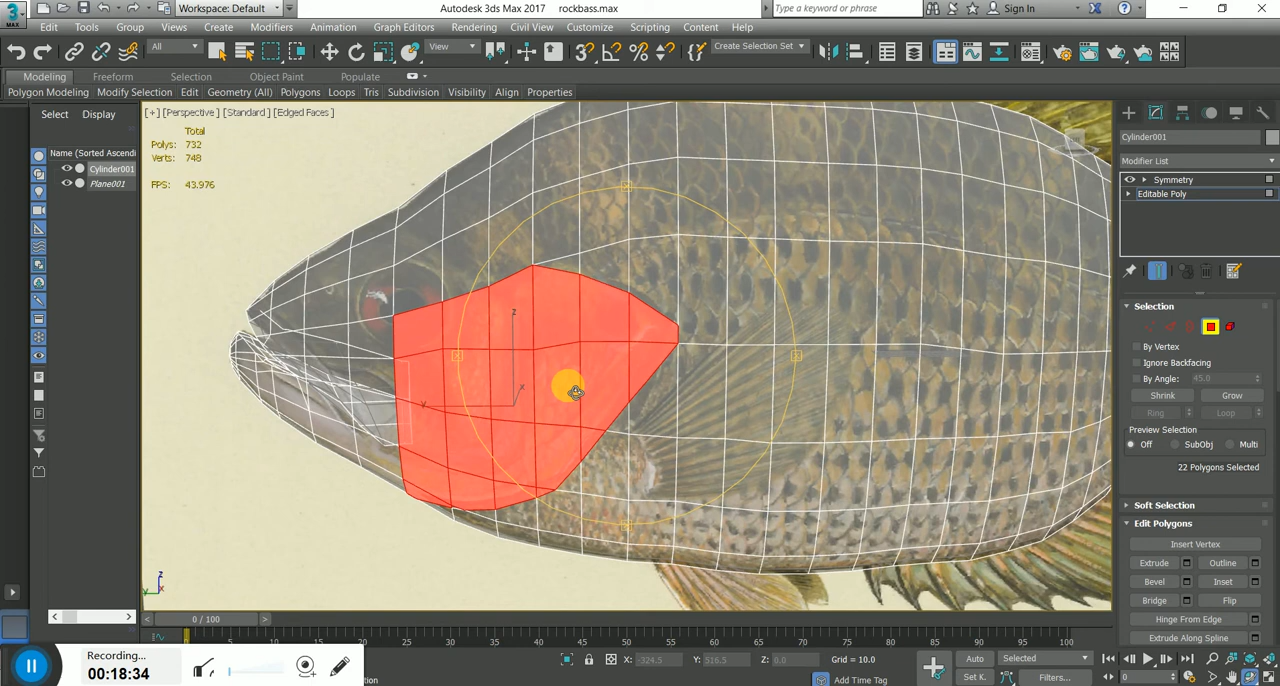 3
MAX
Workspace: Default
Autodesk 3ds Max 2017 rockbass.max
Type a keyword or phrase
Sign In
Edit Tools Group Views Create Modifiers Animation Graph Editors Rendering Civil View Customize Scripting Content Help
All
View
Create Selection Set
Modeling Freeform Selection Object Paint Populate
Polygon Modeling Modify Selection Edit Geometry (All) Polygons Loops Tris Subdivision Visibility Align Properties
Select Display
Name (Sorted Ascendi
Cylinder001
Plane001
[+] [Perspective ] [Standard ] [Edged Faces ]
Total
Polys: 732
Verts: 748
FPS: 43.976
z
y
x
z
y
x
Cylinder001
Modifier List
Symmetry
Editable Poly
Selection
By Vertex
Ignore Backfacing
By Angle: 45.0
Shrink Grow
Ring Loop
Preview Selection
Off SubObj Multi
22 Polygons Selected
Soft Selection
Edit Polygons
Insert Vertex
Extrude Outline
Bevel Inset
Bridge Flip
Hinge From Edge
Extrude Along Spline
0 / 100
0 5 10 15 20 25 30 35 40 45 50 55 60 65 70 75 80 85 90 95 100
Recording...
00:18:34
X: -324.5 Y: 516.5 Z: 0.0 Grid = 10.0
Auto Selected
Add Time Tag
Set K. Filters...
0